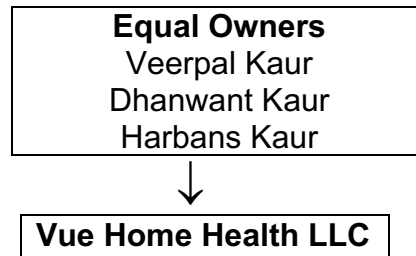 Equal Owners
Veerpal Kaur
Dhanwant Kaur
Harbans Kaur
Vue Home Health LLC